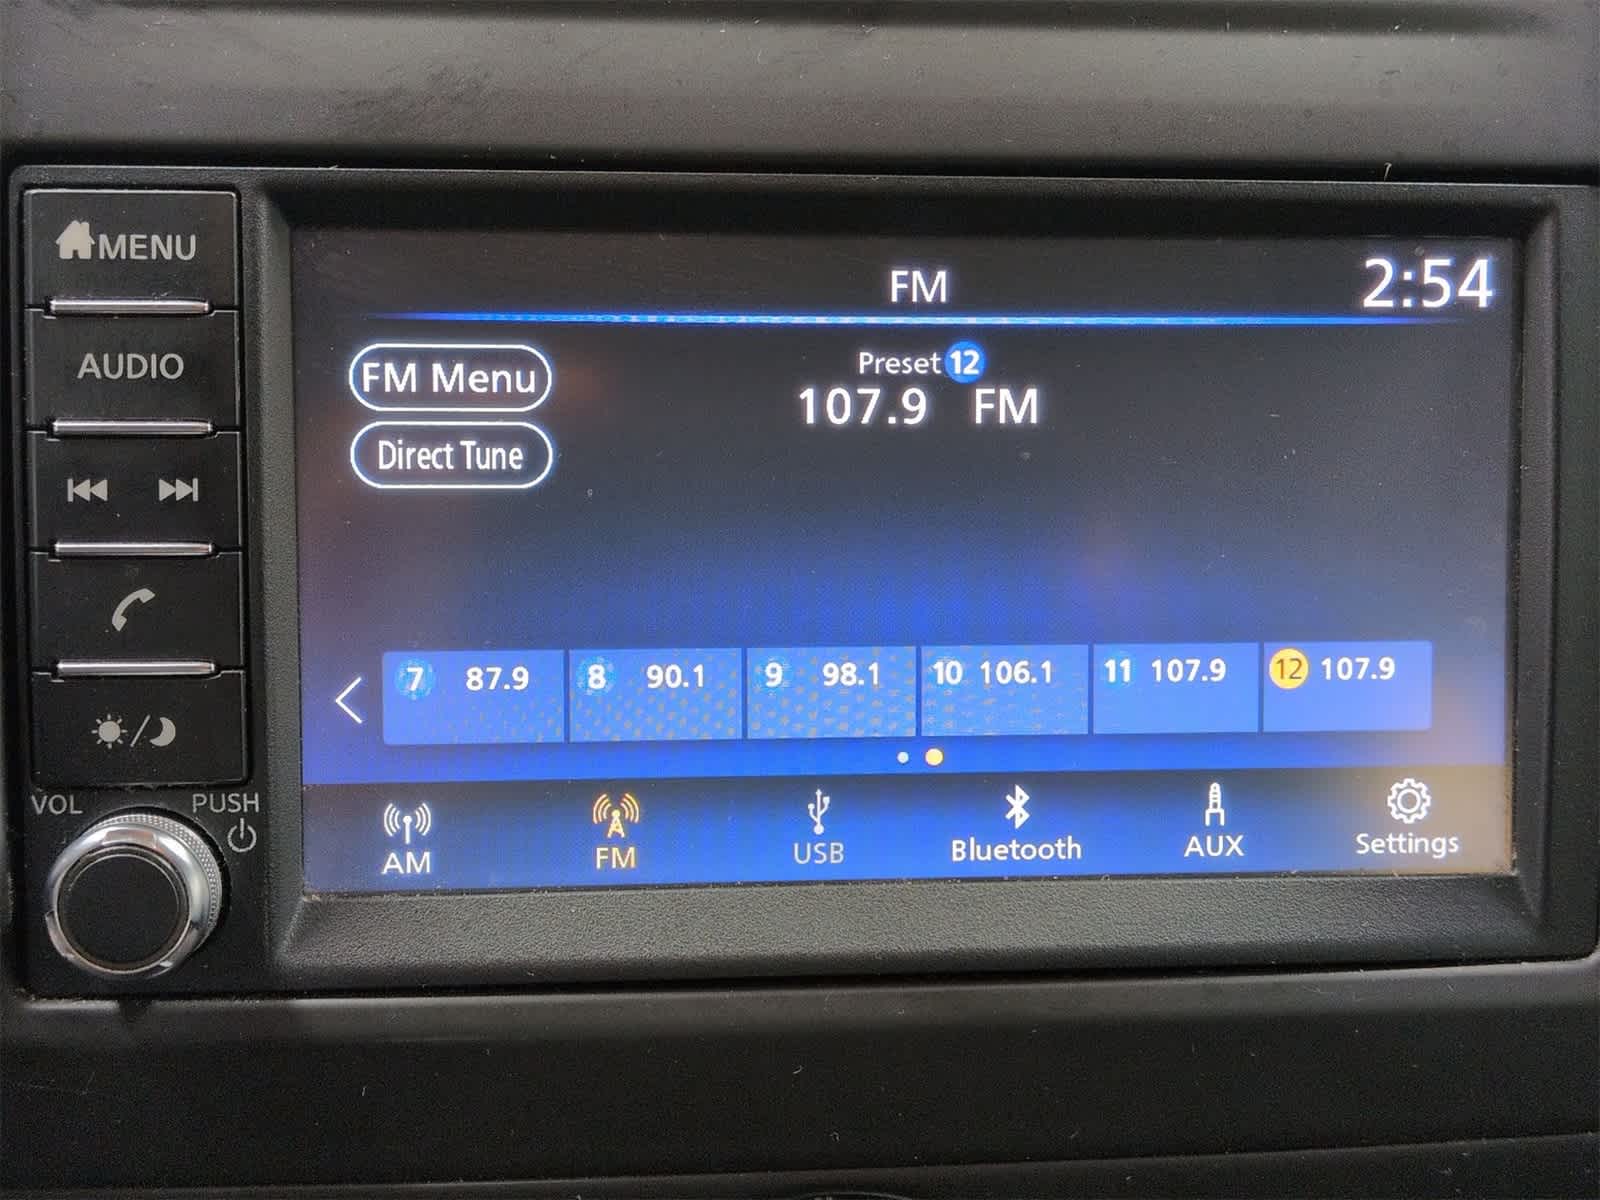 MENU
AUDIO
VOL
PUSH
FM
2:54
FM Menu
Direct Tune
Preset 12
107.9 FM
7 87.9
8 90.1
9 98.1
10 106.1
11 107.9
12 107.9
AM
FM
USB
Bluetooth
AUX
Settings